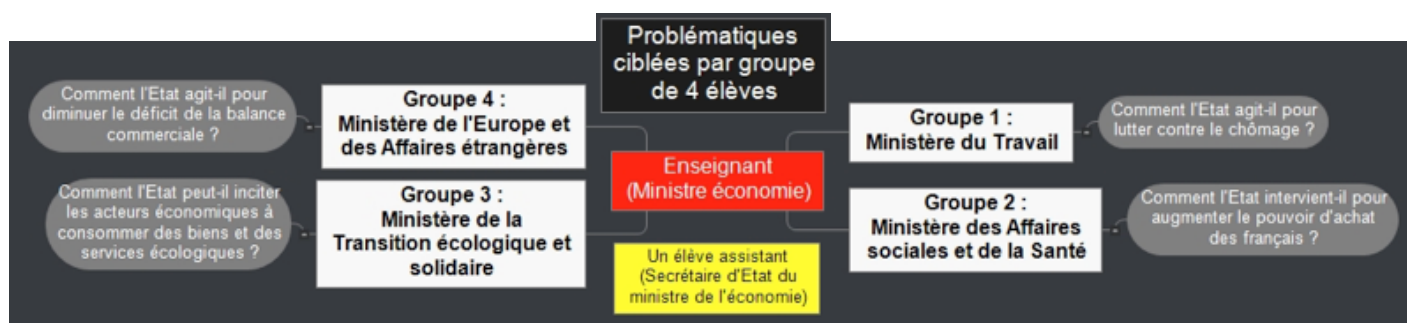 Problématiques
ciblées par groupe
de 4 élèves
Comment l'Etat agit-il pour
diminuer le déficit de la balance
commerciale ?
Groupe 4 :
Ministère de l'Europe et
des Affaires étrangères
Groupe 1 :
Ministère du Travail
Comment l'Etat agit-il pour
lutter contre le chômage ?
Enseignant
(Ministre économie)
Comment l'Etat peut-il inciter
les acteurs économiques à
consommer des biens et des
services écologiques ?
Groupe 3 :
Ministère de la
Transition écologique et
solidaire
Groupe 2 :
Ministère des Affaires
sociales et de la Santé
Comment l'Etat intervient-il pour
augmenter le pouvoir d'achat
des français ?
Un élève assistant
(Secrétaire d'Etat du
ministre de l'économie)